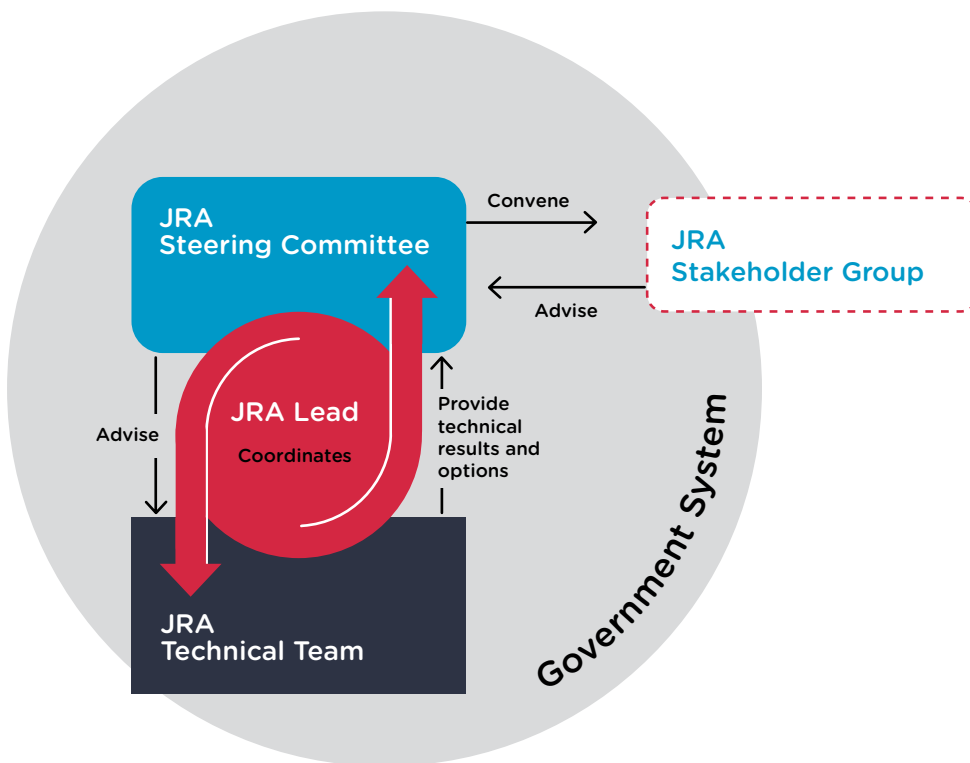 JRA
Steering Committee
Convene
JRA
Stakeholder Group
Advise
JRA Lead
Coordinates
Advise
Provide
technical
results and
options
JRA
Technical Team
Government System